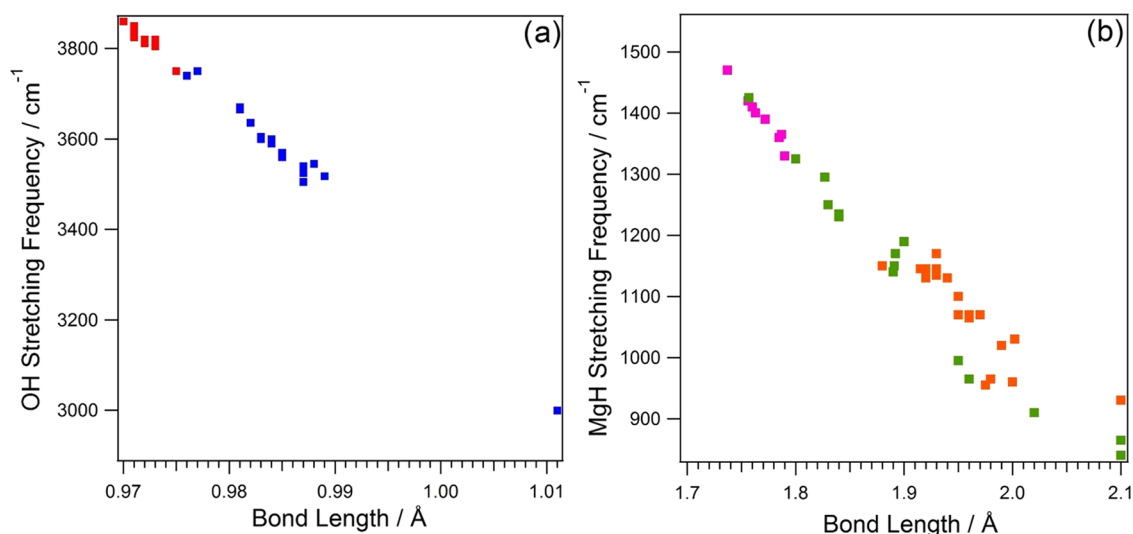 (a)
OH Stretching Frequency / cm⁻¹
3800
3600
3400
3200
3000
0.97 0.98 0.99 1.00 1.01
Bond Length / Å
(b)
MgH Stretching Frequency / cm⁻¹
1500
1400
1300
1200
1100
1000
900
1.7 1.8 1.9 2.0 2.1
Bond Length / Å